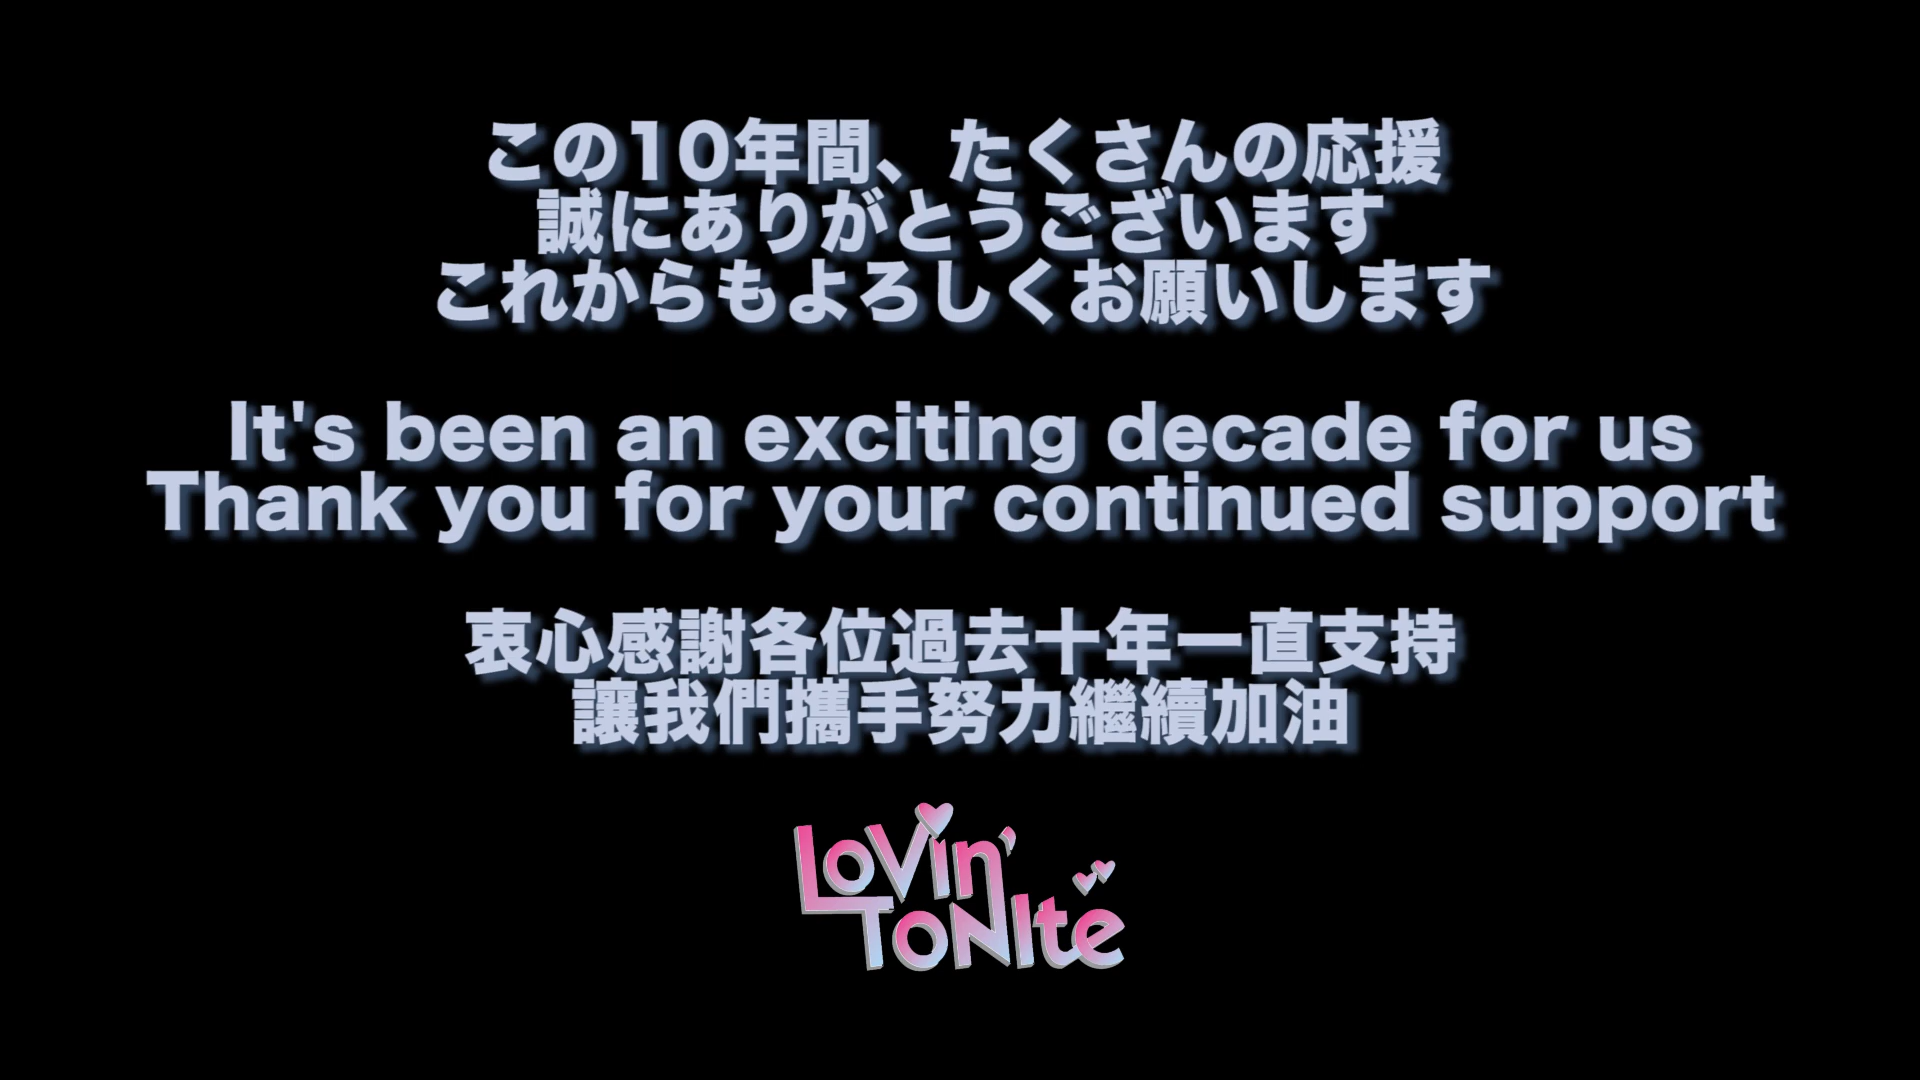 この10年間、たくさんの応援
誠にありがとうございます
これからもよろしくお願いします
It's been an exciting decade for us
Thank you for your continued support
衷心感謝各位過去十年一直支持
讓我們攜手努力繼續加油
LoVin'
ToNIte